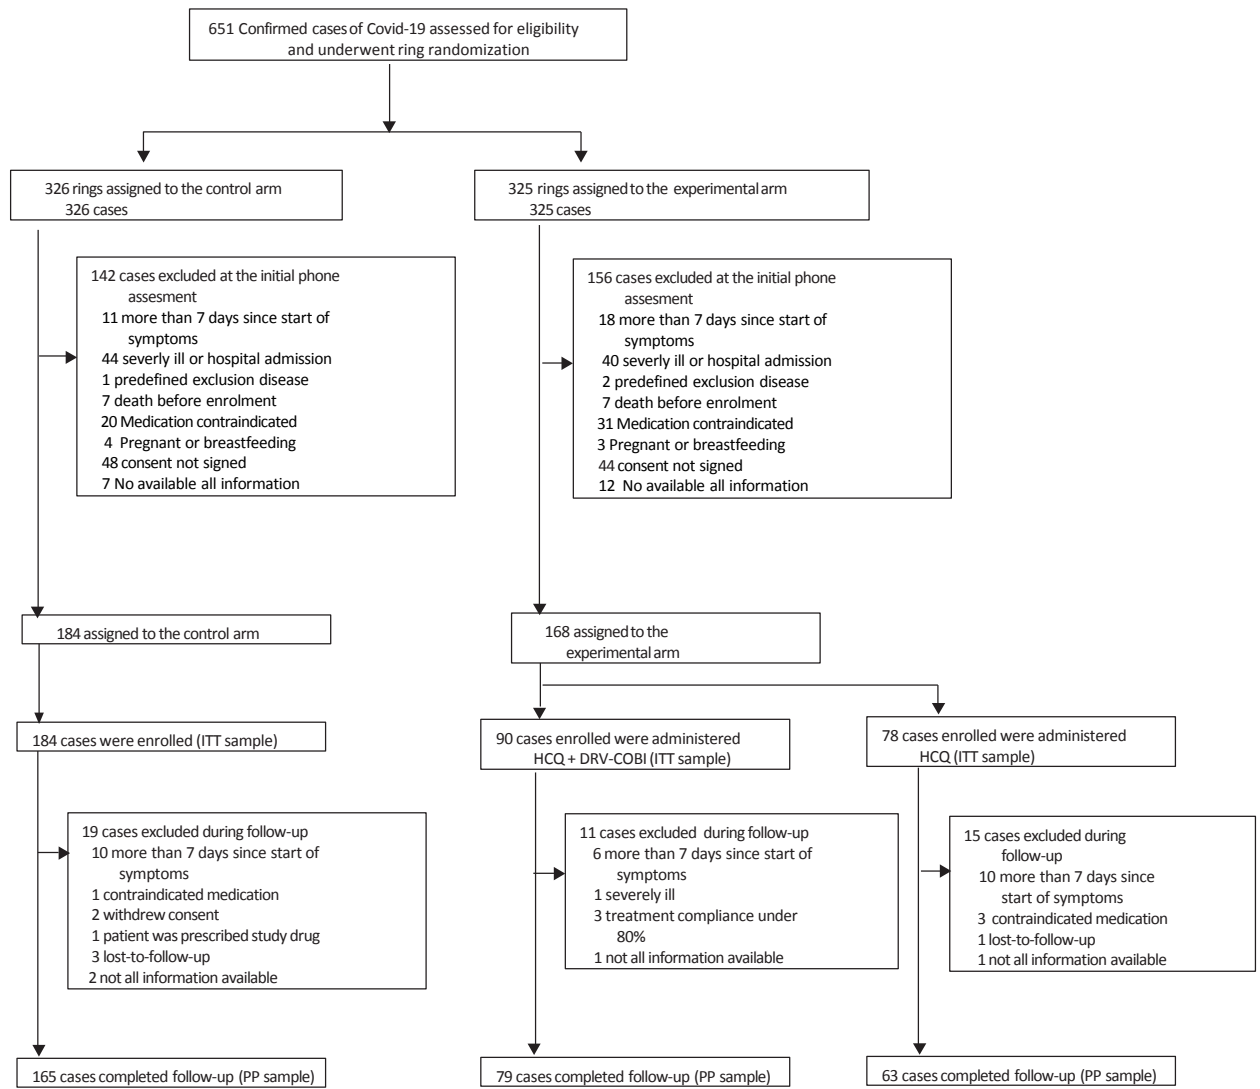 651 Confirmed cases of Covid-19 assessed for eligibility
and underwent ring randomization
326 rings assigned to the control arm
326 cases
325 rings assigned to the experimental arm
325 cases
142 cases excluded at the initial phone
assesment
11 more than 7 days since start of
symptoms
44 severly ill or hospital admission
1 predefined exclusion disease
7 death before enrolment
20 Medication contraindicated
4 Pregnant or breastfeeding
48 consent not signed
7 No available all information
156 cases excluded at the initial phone
assesment
18 more than 7 days since start of
symptoms
40 severly ill or hospital admission
2 predefined exclusion disease
7 death before enrolment
31 Medication contraindicated
3 Pregnant or breastfeeding
44 consent not signed
12 No available all information
184 assigned to the control arm
168 assigned to the
experimental arm
184 cases were enrolled (ITT sample)
90 cases enrolled were administered
HCQ + DRV-COBI (ITT sample)
78 cases enrolled were administered
HCQ (ITT sample)
19 cases excluded during follow-up
10 more than 7 days since start of
symptoms
1 contraindicated medication
2 withdrew consent
1 patient was prescribed study drug
3 lost-to-follow-up
2 not all information available
11 cases excluded during follow-up
6 more than 7 days since start of
symptoms
1 severely ill
3 treatment compliance under
80%
1 not all information available
15 cases excluded during
follow-up
10 more than 7 days since
start of symptoms
3 contraindicated medication
1 lost-to-follow-up
1 not all information available
165 cases completed follow-up (PP sample)
79 cases completed follow-up (PP sample)
63 cases completed follow-up (PP sample)